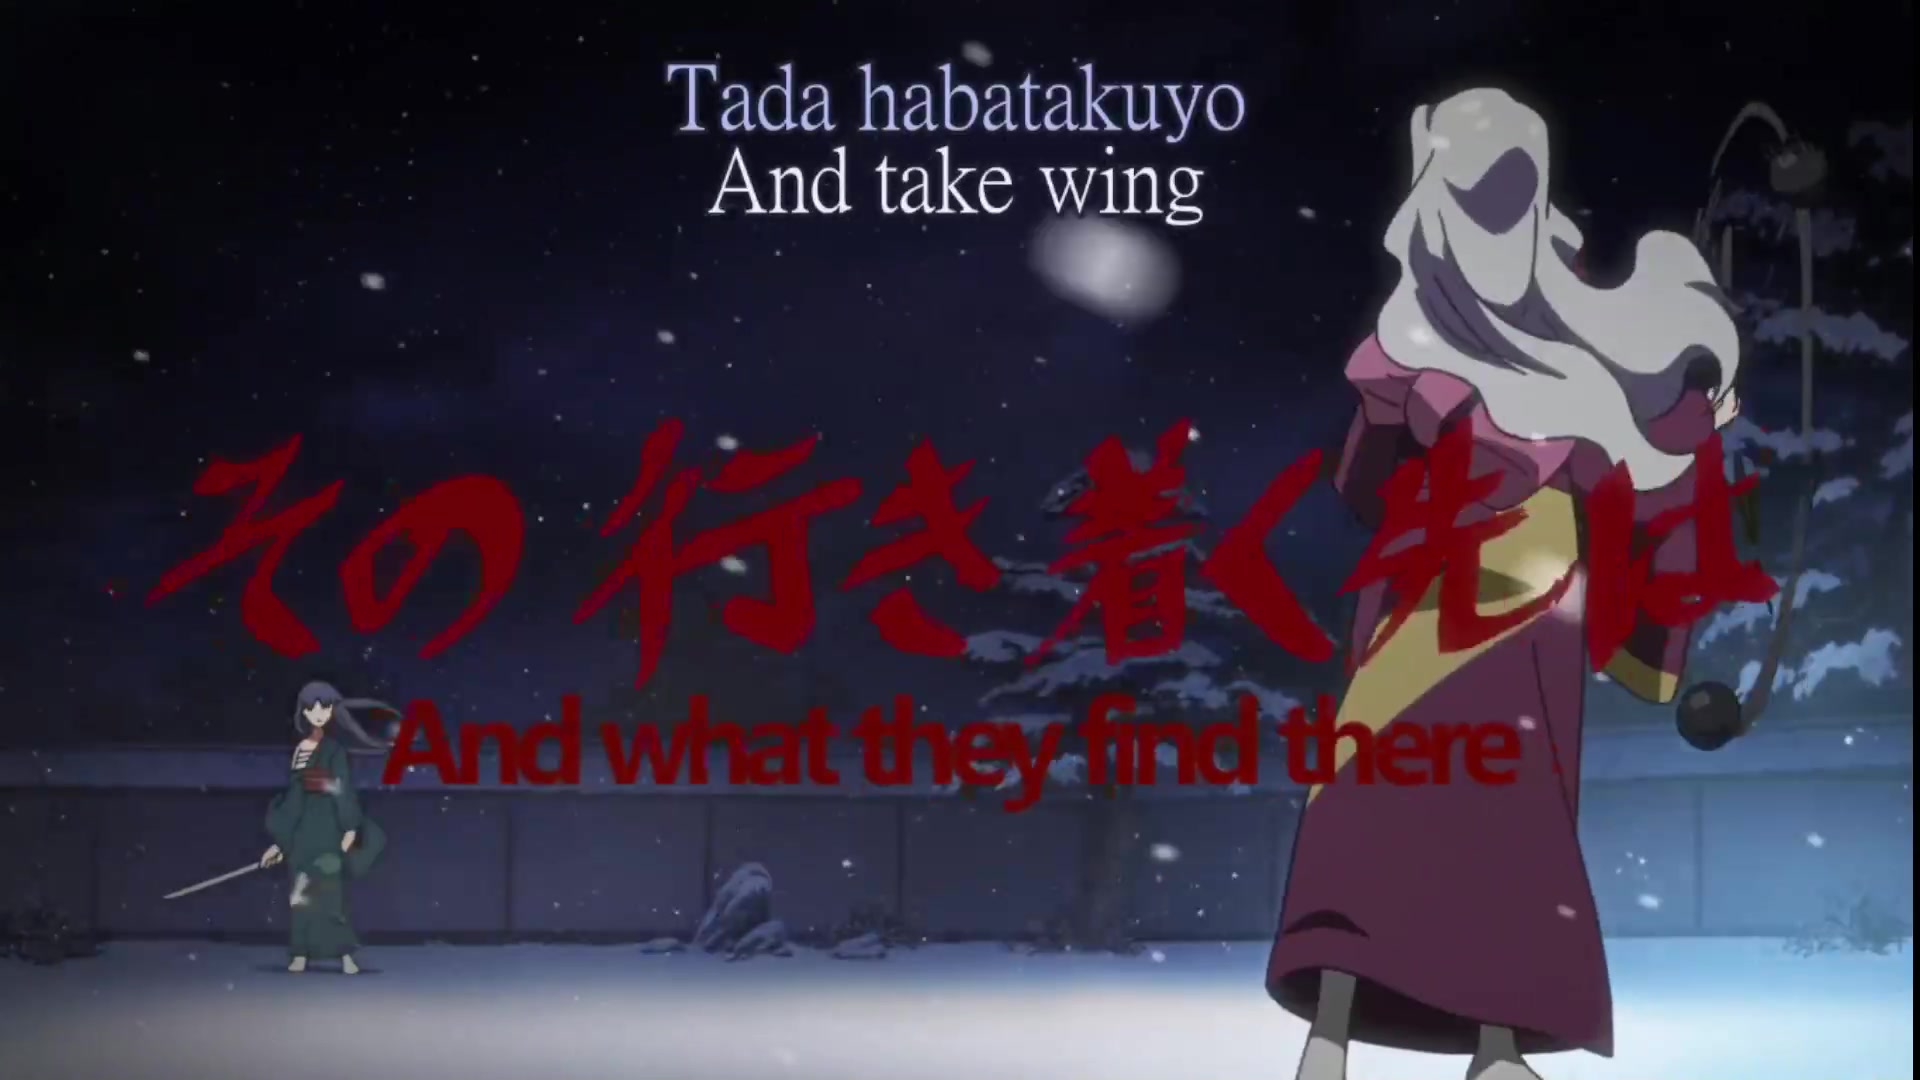 Tada habatakuyo
And take wing
その行き着く先は
And what they find there